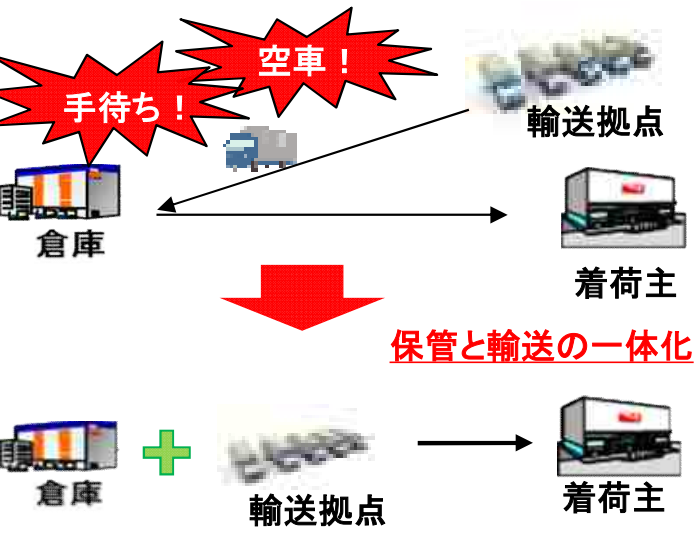 空車！
手待ち！
輸送拠点
倉庫
着荷主
保管と輸送の一体化
倉庫
輸送拠点
着荷主